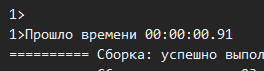 1>
1>Прошло времени 00:00:00.91
========== Сборка: успешно